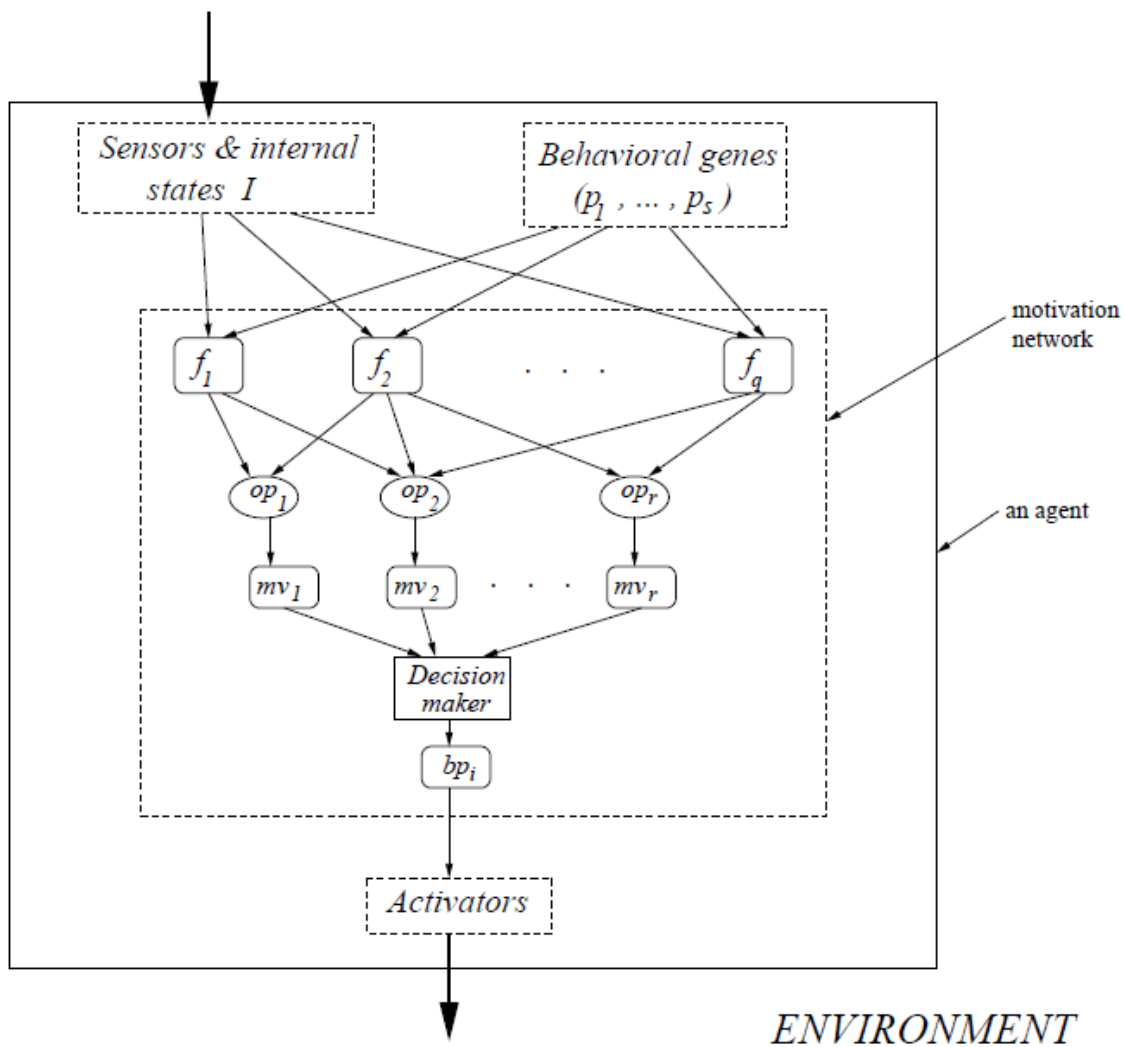 Sensors & internal
states I
Behavioral genes
(p1 , ... , ps )
motivation
network
f1
f2
. . .
fq
op1
op2
opr
an agent
mv1
mv2
. . .
mvr
Decision
maker
bpi
Activators
ENVIRONMENT